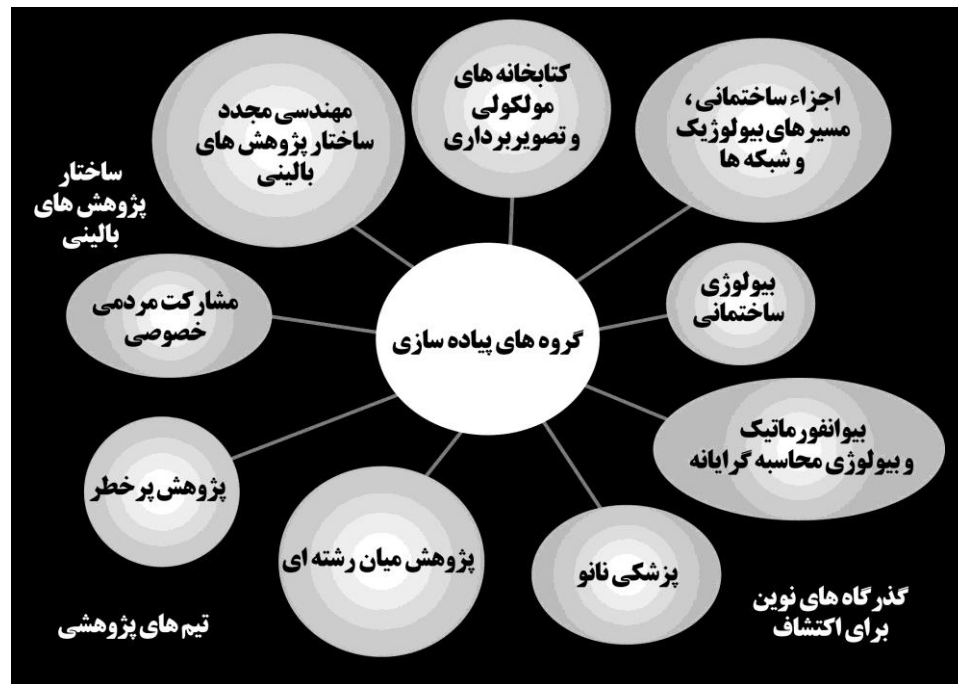 کتابخانه های
مولکولی
و تصویربرداری
اجزاء ساختمانی ،
مسیرهای بیولوژیک
و شبکه ها
مهندسی مجدد
ساختار پژوهش های
بالینی
ساختار
پژوهش های
بالینی
بیولوژی
ساختمانی
مشارکت مردمی
خصوصی
گروه های پیاده سازی
بیوانفورماتیک
و بیولوژی محاسبه گرایانه
پژوهش پرخطر
پژوهش میان رشته ای
پزشکی نانو
گذرگاه های نوین
برای اکتشاف
تیم های پژوهشی